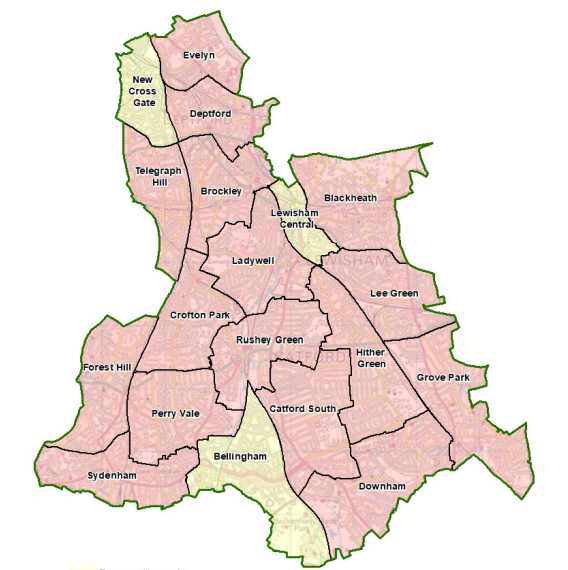 Evelyn
New
Cross
Gate
Deptford
Telegraph
Hill
Brockley
Blackheath
Lewisham
Central
Ladywell
Lee Green
Crofton Park
Rushey Green
Hither
Green
Forest Hill
Grove Park
Perry Vale
Catford South
Bellingham
Sydenham
Downham